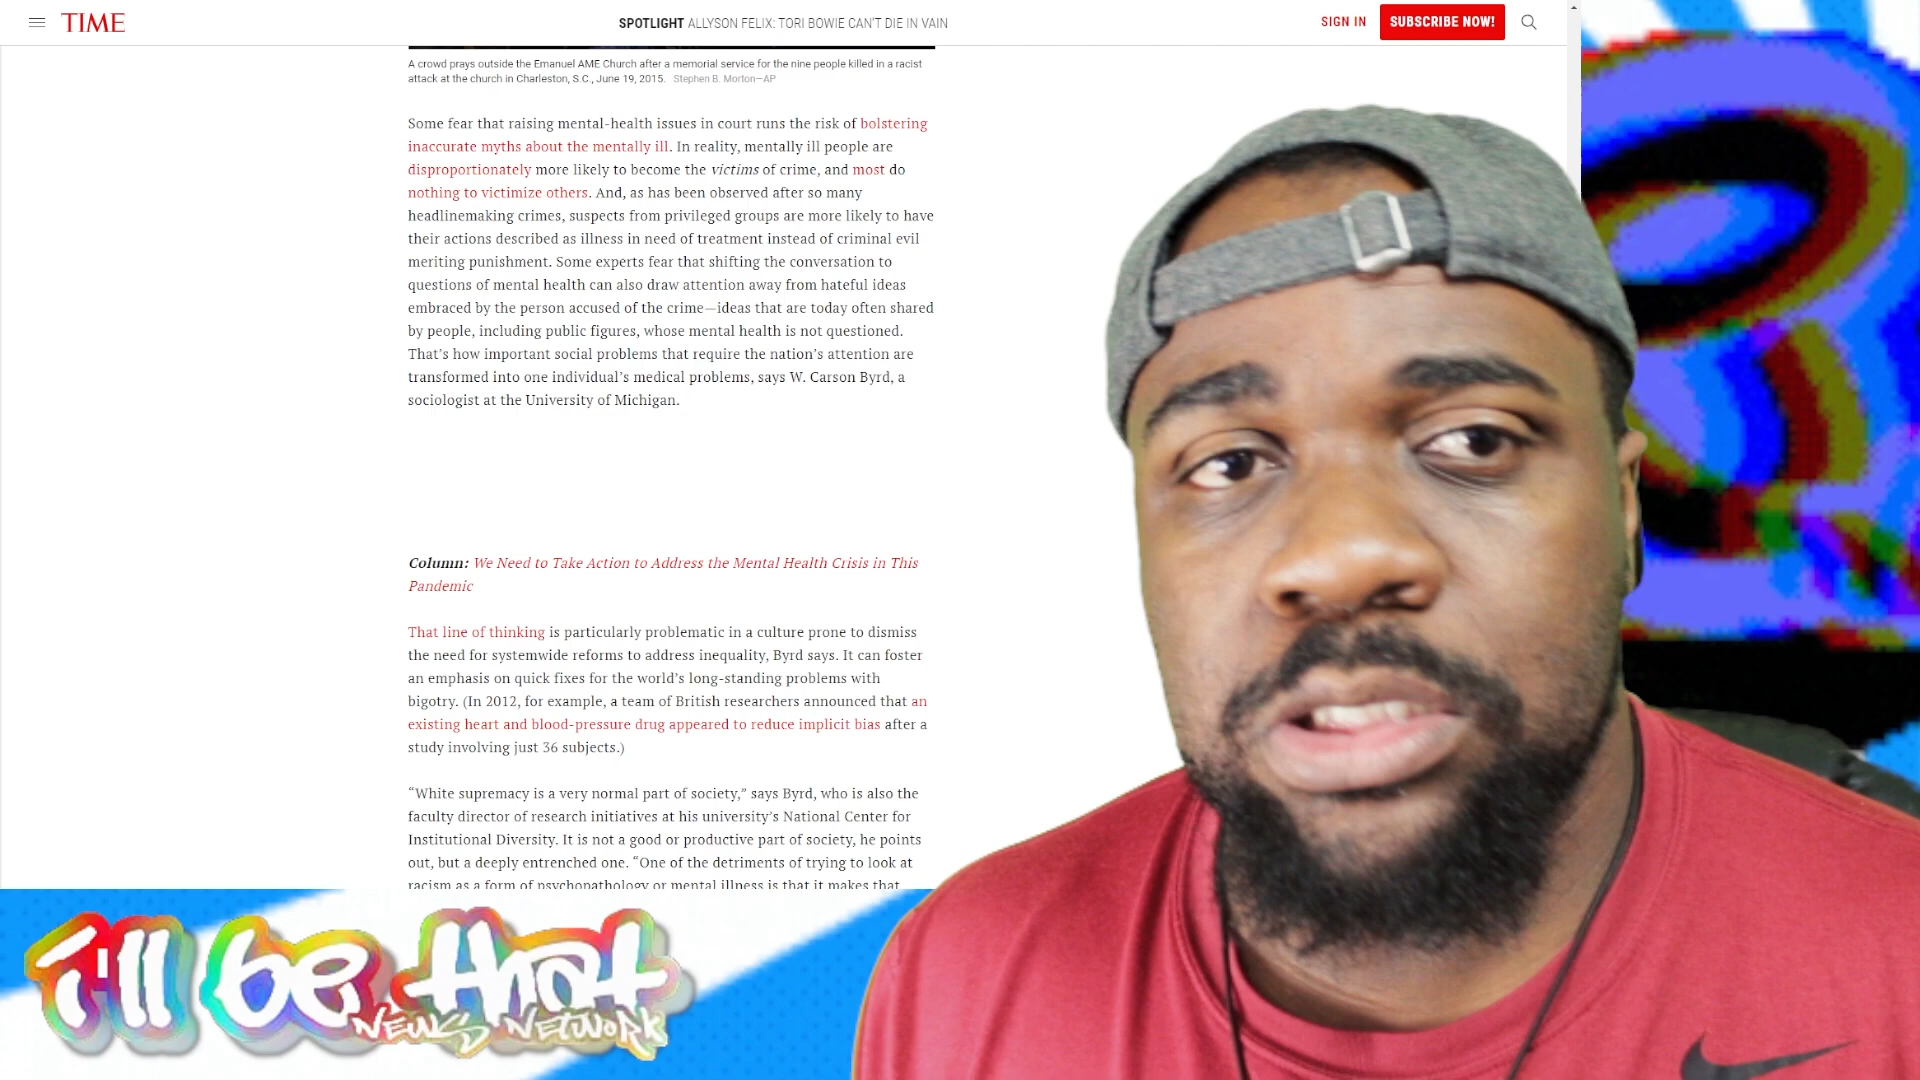 TIME
SPOTLIGHT ALLYSON FELIX: TORI BOWIE CAN'T DIE IN VAIN
SIGN IN
SUBSCRIBE NOW!
A crowd prays outside the Emanuel AME Church after a memorial service for the nine people killed in a racist
attack at the church in Charleston, S.C., June 19, 2015. Stephen B. Morton—AP
Some fear that raising mental-health issues in court runs the risk of bolstering
inaccurate myths about the mentally ill. In reality, mentally ill people are
disproportionately more likely to become the victims of crime, and most do
nothing to victimize others. And, as has been observed after so many
headlinemaking crimes, suspects from privileged groups are more likely to have
their actions described as illness in need of treatment instead of criminal evil
meriting punishment. Some experts fear that shifting the conversation to
questions of mental health can also draw attention away from hateful ideas
embraced by the person accused of the crime—ideas that are today often shared
by people, including public figures, whose mental health is not questioned.
That's how important social problems that require the nation's attention are
transformed into one individual's medical problems, says W. Carson Byrd, a
sociologist at the University of Michigan.
Column: We Need to Take Action to Address the Mental Health Crisis in This
Pandemic
That line of thinking is particularly problematic in a culture prone to dismiss
the need for systemwide reforms to address inequality, Byrd says. It can foster
an emphasis on quick fixes for the world's long-standing problems with
bigotry. (In 2012, for example, a team of British researchers announced that an
existing heart and blood-pressure drug appeared to reduce implicit bias after a
study involving just 36 subjects.)
“White supremacy is a very normal part of society,” says Byrd, who is also the
faculty director of research initiatives at his university's National Center for
Institutional Diversity. It is not a good or productive part of society, he points
out, but a deeply entrenched one. “One of the detriments of trying to look at
racism as a form of psychopathology or mental illness is that it makes that
i'll be that
NEWS NETWORK